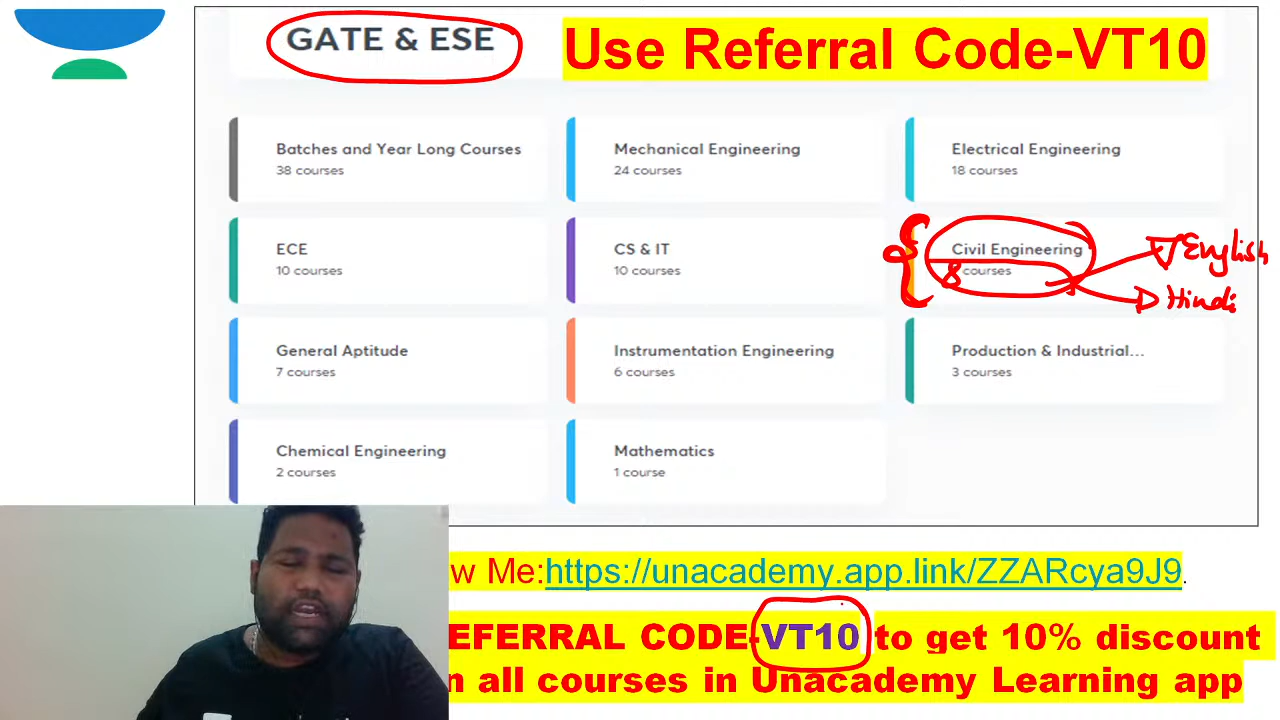 GATE & ESE
Use Referral Code-VT10
Batches and Year Long Courses
38 courses
Mechanical Engineering
24 courses
Electrical Engineering
18 courses
ECE
10 courses
CS & IT
10 courses
Civil Engineering
8 courses
English
Hindi
General Aptitude
7 courses
Instrumentation Engineering
6 courses
Production & Industrial...
3 courses
Chemical Engineering
2 courses
Mathematics
1 course
w Me:https://unacademy.app.link/ZZARcya9J9.
EFERRAL CODE-VT10 to get 10% discount
n all courses in Unacademy Learning app